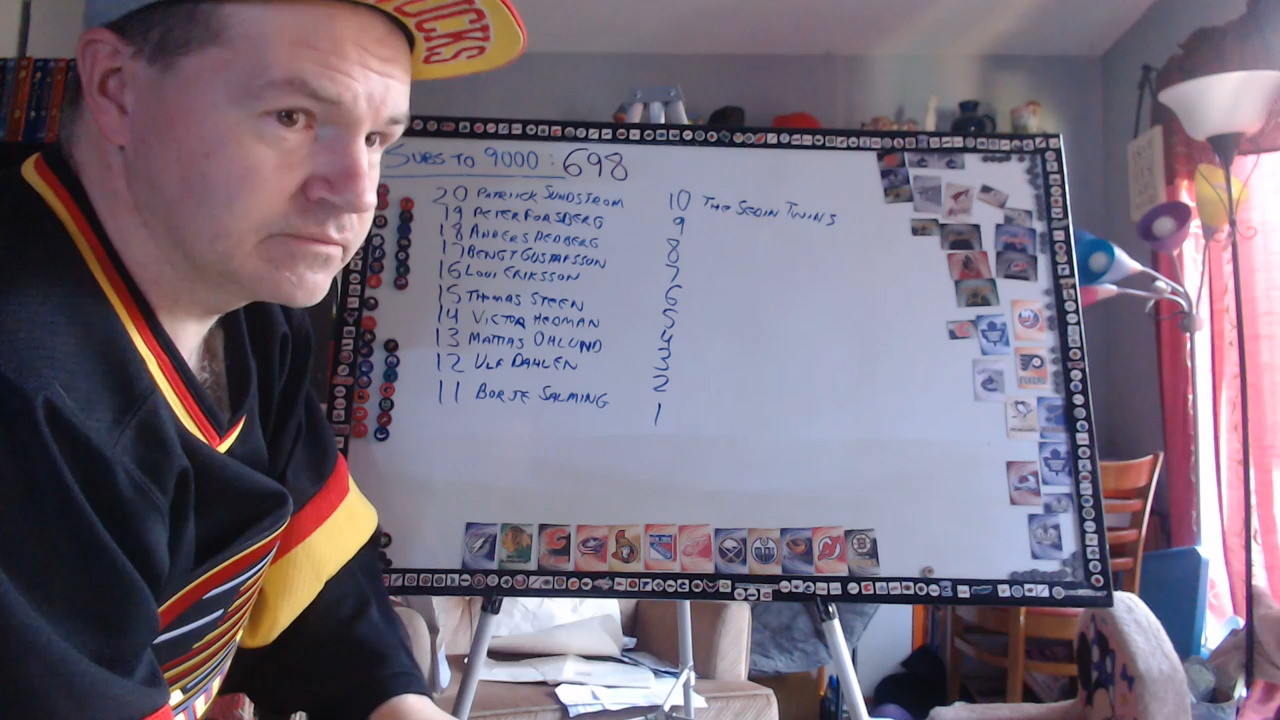 UCKS
SUBS TO 9000: 698
20 PATRICK SUNDSTROM
19 PETER FORSBERG
18 ANDERS HEDBERG
17 BENGT GUSTAFSSON
16 LOUI ERIKSSON
15 THOMAS STEEN
14 VICTOR HEDMAN
13 MATTIAS OHLUND
12 ULF DAHLEN
11 BORJE SALMING
10 THE SEDIN TWINS
9
8
7
6
5
4
3
2
1